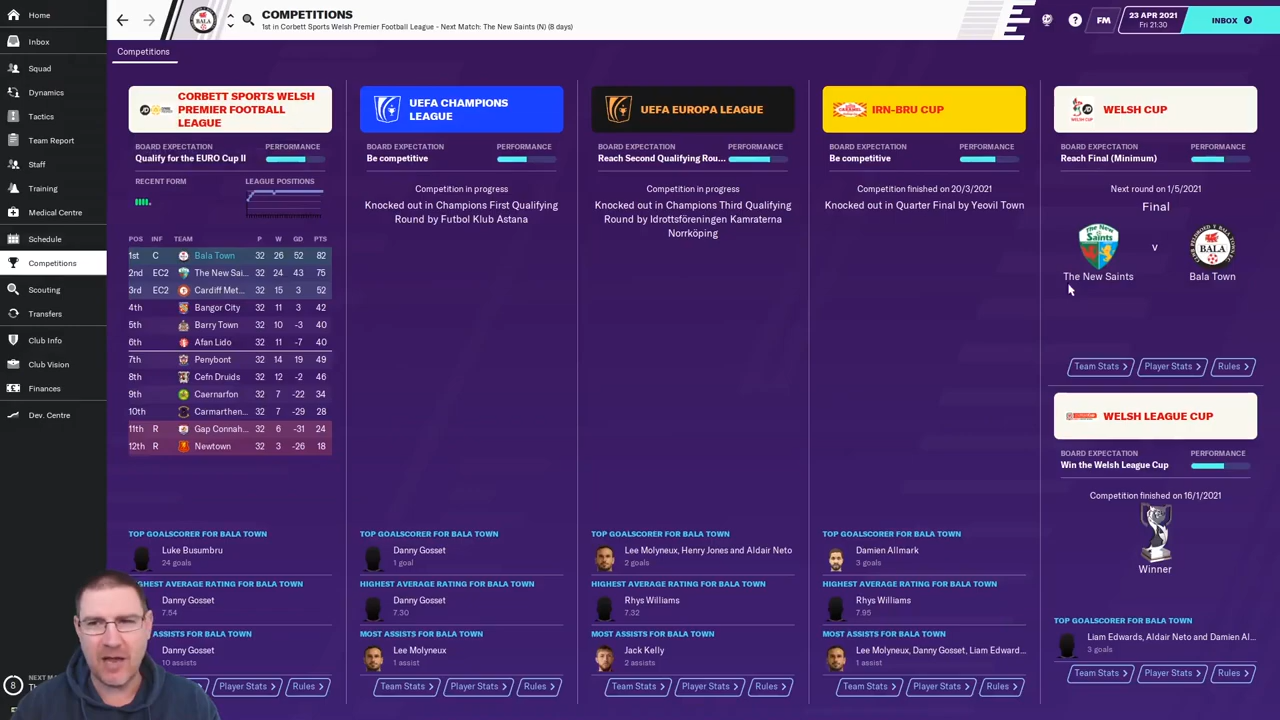 Home
Inbox
Squad
Dynamics
Tactics
Team Report
Staff
Training
Medical Centre
Schedule
Competitions
Scouting
Transfers
Club Info
Club Vision
Finances
Dev. Centre
COMPETITIONS
1st in Corbett Sports Welsh Premier Football League - Next Match: The New Saints (N) (8 days)
FM
23 APR 2021
Fri 21:30
INBOX
Competitions
CORBETT SPORTS WELSH
PREMIER FOOTBALL
LEAGUE
BOARD EXPECTATION PERFORMANCE
Qualify for the EURO Cup II
RECENT FORM LEAGUE POSITIONS
POS INF TEAM P W GD PTS
1st C Bala Town 32 26 52 82
2nd EC2 The New Sai... 32 24 43 75
3rd EC2 Cardiff Met... 32 15 3 52
4th Bangor City 32 11 3 42
5th Barry Town 32 10 -3 40
6th Afan Lido 32 11 -7 40
7th Penybont 32 14 19 49
8th Cefn Druids 32 12 -2 46
9th Caernarfon 32 7 -22 34
10th Carmarthen... 32 7 -29 28
11th R Gap Connah... 32 6 -31 24
12th R Newtown 32 3 -26 18
TOP GOALSCORER FOR BALA TOWN
Luke Busumbru
24 goals
HIGHEST AVERAGE RATING FOR BALA TOWN
Danny Gosset
7.54
ASSISTS FOR BALA TOWN
Danny Gosset
10 assists
Player Stats
Rules
UEFA CHAMPIONS
LEAGUE
BOARD EXPECTATION PERFORMANCE
Be competitive
Competition in progress
Knocked out in Champions First Qualifying
Round by Futbol Klub Astana
TOP GOALSCORER FOR BALA TOWN
Danny Gosset
1 goal
HIGHEST AVERAGE RATING FOR BALA TOWN
Danny Gosset
7.30
MOST ASSISTS FOR BALA TOWN
Lee Molyneux
1 assist
Team Stats
Player Stats
Rules
UEFA EUROPA LEAGUE
BOARD EXPECTATION PERFORMANCE
Reach Second Qualifying Rou...
Competition in progress
Knocked out in Champions Third Qualifying
Round by Idrottsföreningen Kamraterna
Norrköping
TOP GOALSCORER FOR BALA TOWN
Lee Molyneux, Henry Jones and Aldair Neto
2 goals
HIGHEST AVERAGE RATING FOR BALA TOWN
Rhys Williams
7.32
MOST ASSISTS FOR BALA TOWN
Jack Kelly
2 assists
Team Stats
Player Stats
Rules
IRN-BRU CUP
BOARD EXPECTATION PERFORMANCE
Be competitive
Competition finished on 20/3/2021
Knocked out in Quarter Final by Yeovil Town
TOP GOALSCORER FOR BALA TOWN
Damien Allmark
3 goals
HIGHEST AVERAGE RATING FOR BALA TOWN
Rhys Williams
7.95
MOST ASSISTS FOR BALA TOWN
Lee Molyneux, Danny Gosset, Liam Edward...
1 assist
Team Stats
Player Stats
Rules
WELSH CUP
BOARD EXPECTATION PERFORMANCE
Reach Final (Minimum)
Next round on 1/5/2021
Final
v
The New Saints Bala Town
Team Stats
Player Stats
Rules
WELSH LEAGUE CUP
BOARD EXPECTATION PERFORMANCE
Win the Welsh League Cup
Competition finished on 16/1/2021
Winner
TOP GOALSCORER FOR BALA TOWN
Liam Edwards, Aldair Neto and Damien Al...
3 goals
Team Stats
Player Stats
Rules